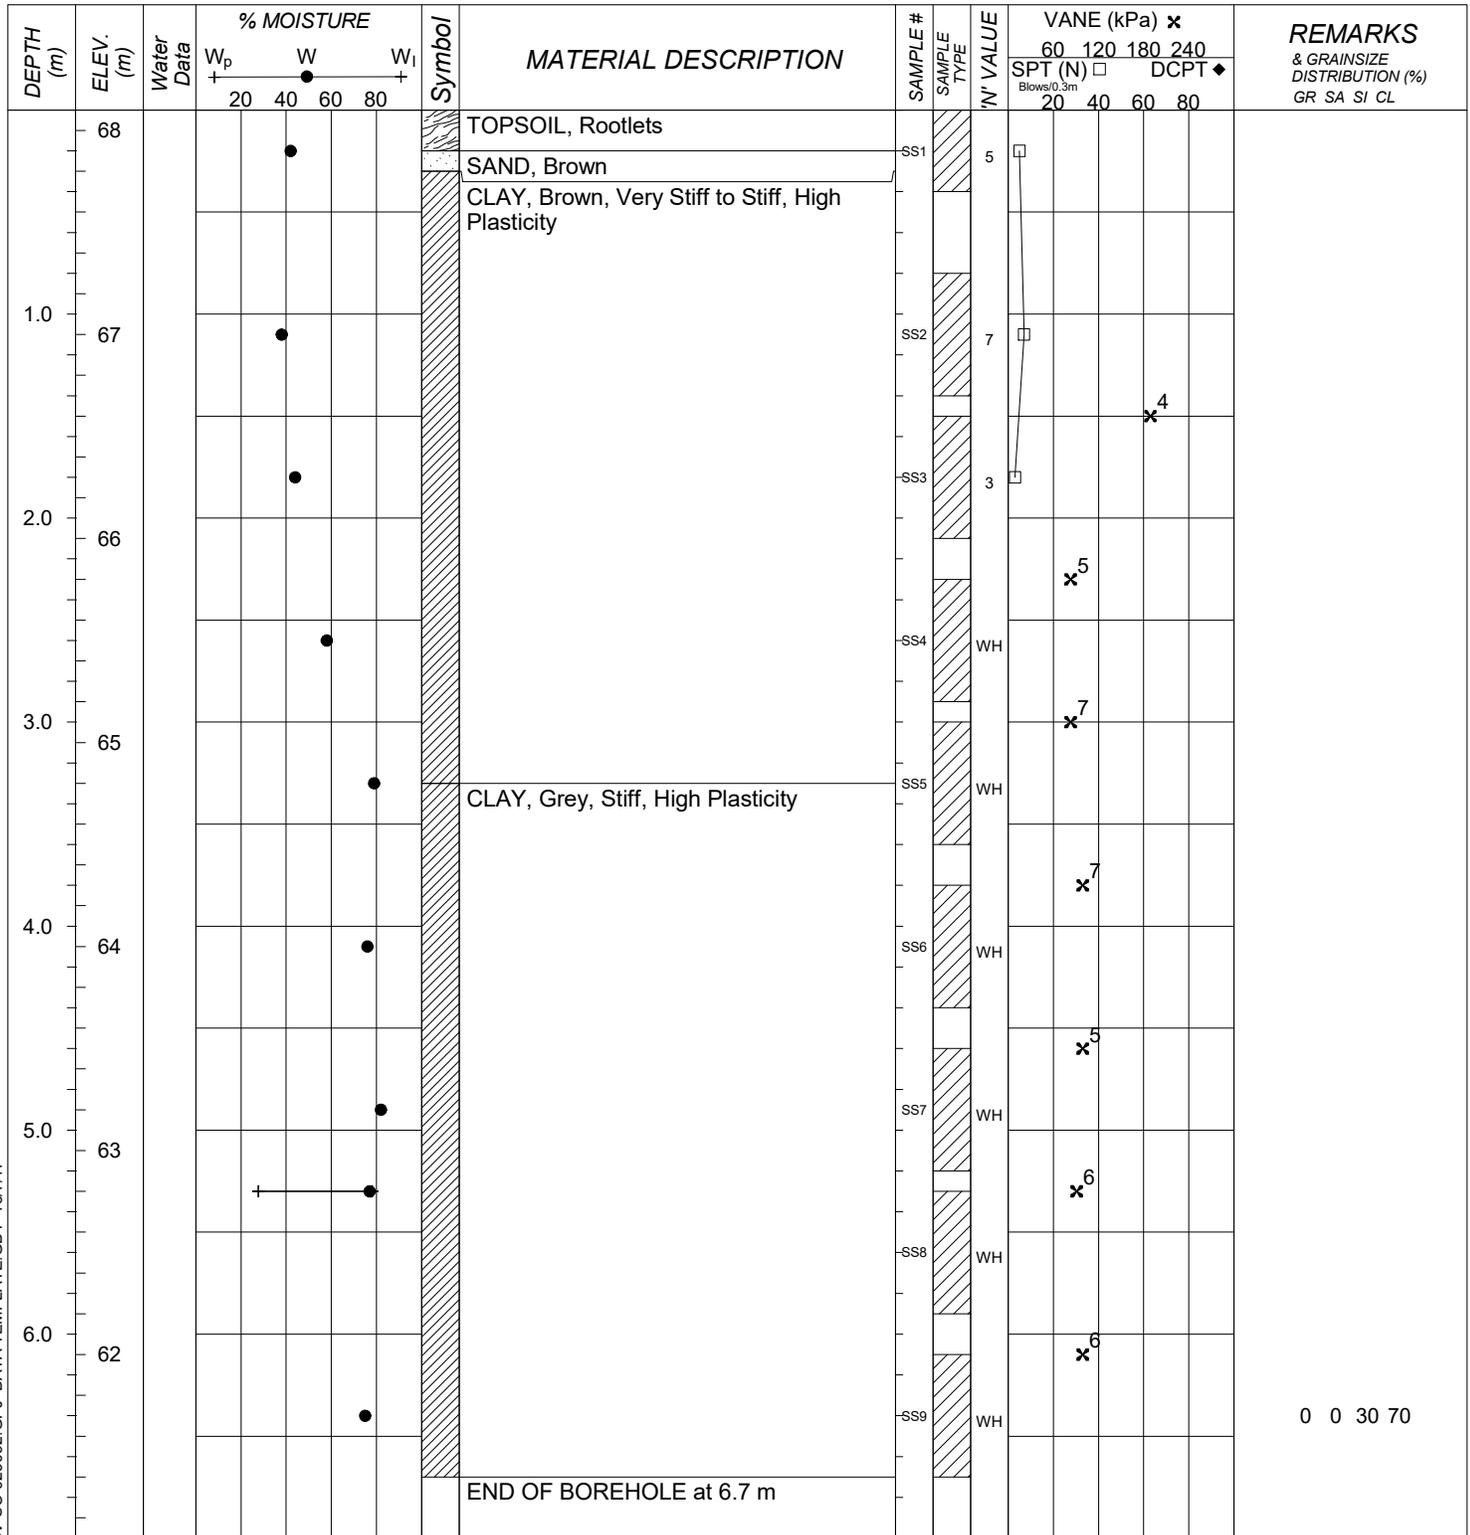 DEPTH
(m)
ELEV.
(m)
Water
Data
% MOISTURE
Wp W Wl
20 40 60 80
Symbol
MATERIAL DESCRIPTION
SAMPLE #
SAMPLE
TYPE
'N' VALUE
VANE (kPa)
60 120 180 240
SPT (N) DCPT
Blows/0.3m
20 40 60 80
REMARKS
& GRAINSIZE
DISTRIBUTION (%)
GR SA SI CL
68
TOPSOIL, Rootlets
SS1
5
SAND, Brown
CLAY, Brown, Very Stiff to Stiff, High
Plasticity
1.0
67
SS2
7
4
SS3
3
2.0
66
5
SS4
WH
7
3.0
65
SS5
WH
CLAY, Grey, Stiff, High Plasticity
7
4.0
64
SS6
WH
5
SS7
WH
5.0
63
6
SS8
WH
6.0
62
6
SS9
WH
0 0 30 70
END OF BOREHOLE at 6.7 m